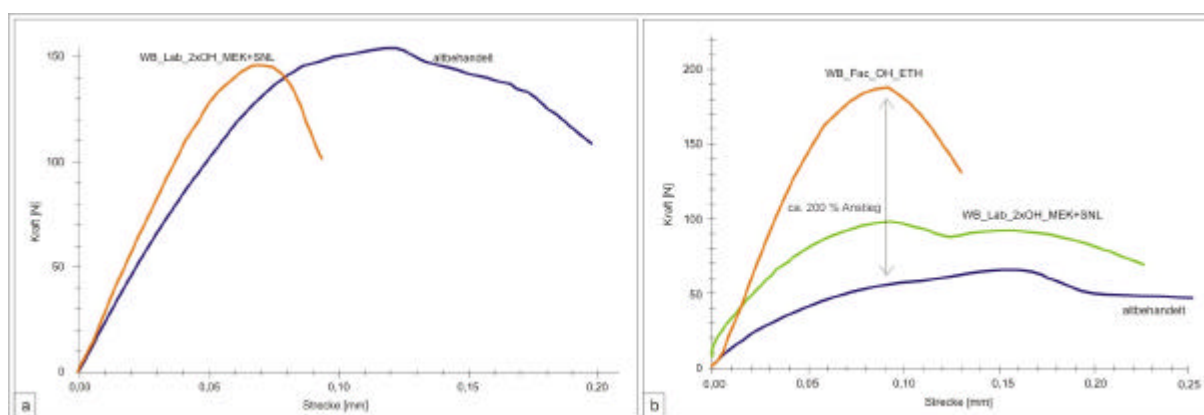 150
100
50
0
Kraft [N]
WB_Lab_2xOH_MEK+SNL
altbehandelt
0,00 0,05 0,10 0,15 0,20
Strecke [mm]
a
200
150
100
50
0
Kraft [N]
WB_Fac_OH_ETH
ca. 200 % Anstieg
WB_Lab_2xOH_MEK+SNL
altbehandelt
0,00 0,05 0,10 0,15 0,20 0,25
Strecke [mm]
b